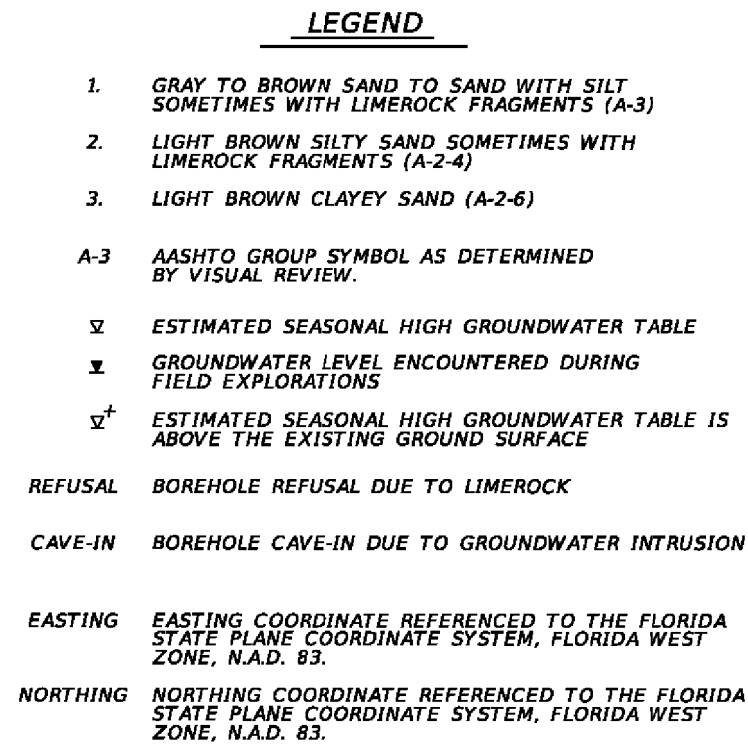 LEGEND
1. GRAY TO BROWN SAND TO SAND WITH SILT
SOMETIMES WITH LIMEROCK FRAGMENTS (A-3)
2. LIGHT BROWN SILTY SAND SOMETIMES WITH
LIMEROCK FRAGMENTS (A-2-4)
3. LIGHT BROWN CLAYEY SAND (A-2-6)
A-3 AASHTO GROUP SYMBOL AS DETERMINED
BY VISUAL REVIEW.
ESTIMATED SEASONAL HIGH GROUNDWATER TABLE
GROUNDWATER LEVEL ENCOUNTERED DURING
FIELD EXPLORATIONS
+ ESTIMATED SEASONAL HIGH GROUNDWATER TABLE IS
ABOVE THE EXISTING GROUND SURFACE
REFUSAL BOREHOLE REFUSAL DUE TO LIMEROCK
CAVE-IN BOREHOLE CAVE-IN DUE TO GROUNDWATER INTRUSION
EASTING EASTING COORDINATE REFERENCED TO THE FLORIDA
STATE PLANE COORDINATE SYSTEM, FLORIDA WEST
ZONE, N.A.D. 83.
NORTHING NORTHING COORDINATE REFERENCED TO THE FLORIDA
STATE PLANE COORDINATE SYSTEM, FLORIDA WEST
ZONE, N.A.D. 83.